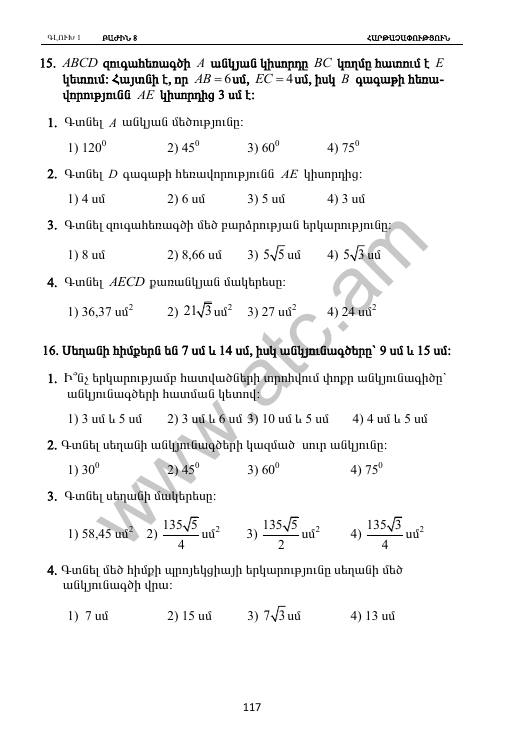 ԳԼՈՒԽ 1 ԲԱԺԻՆ 8 ՀԱՐԹԱՉԱՓՈՒԹՅՈՒՆ
15. ABCD զուգահեռագծի A անկյան կիսորդը BC կողմը հատում է E
կետում: Հայտնի է, որ AB = 6 սմ, EC = 4 սմ, իսկ B գագաթի հեռա-
վորությունն AE կիսորդից 3 սմ է:
1. Գտնել A անկյան մեծությունը:
1) 120⁰ 2) 45⁰ 3) 60⁰ 4) 75⁰
2. Գտնել D գագաթի հեռավորությունն AE կիսորդից:
1) 4 սմ 2) 6 սմ 3) 5 սմ 4) 3 սմ
3. Գտնել զուգահեռագծի մեծ բարձրության երկարությունը:
1) 8 սմ 2) 8,66 սմ 3) 5√5 սմ 4) 5√3 սմ
4. Գտնել AECD քառանկյան մակերեսը:
1) 36,37 սմ² 2) 21√3 սմ² 3) 27 սմ² 4) 24 սմ²
16. Սեղանի հիմքերն են 7 սմ և 14 սմ, իսկ անկյունագծերը՝ 9 սմ և 15 սմ:
1. Ի՞նչ երկարությամբ հատվածների տրոհվում փոքր անկյունագիծը՝
անկյունագծերի հատման կետով:
1) 3 սմ և 5 սմ 2) 3 սմ և 6 սմ 3) 10 սմ և 5 սմ 4) 4 սմ և 5 սմ
2. Գտնել սեղանի անկյունագծերի կազմած սուր անկյունը:
1) 30⁰ 2) 45⁰ 3) 60⁰ 4) 75⁰
3. Գտնել սեղանի մակերեսը:
1) 58,45 սմ² 2) 135√5/4 սմ² 3) 135√5/2 սմ² 4) 135√3/4 սմ²
4. Գտնել մեծ հիմքի պրոյեկցիայի երկարությունը սեղանի մեծ
անկյունագծի վրա:
1) 7 սմ 2) 15 սմ 3) 7√3 սմ 4) 13 սմ
www.atc.am
117